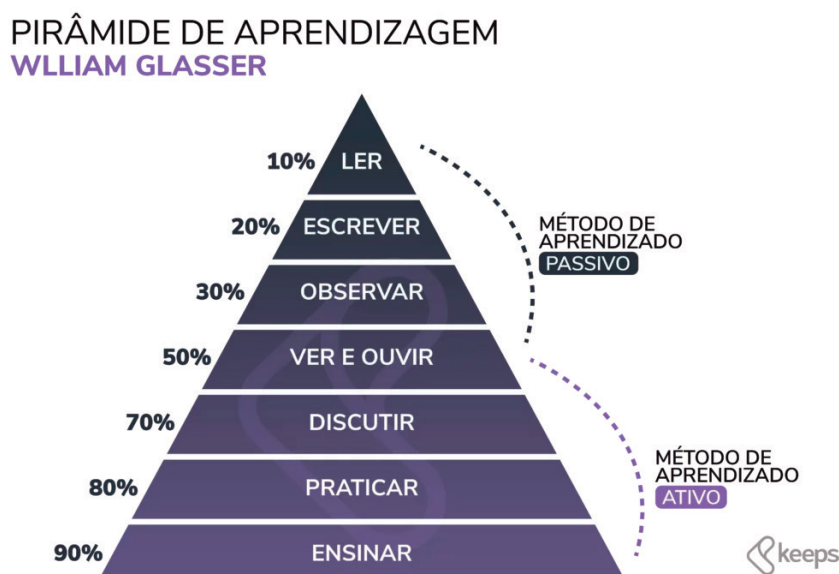 PIRÂMIDE DE APRENDIZAGEM
WLLIAM GLASSER
10% LER
20% ESCREVER
30% OBSERVAR
50% VER E OUVIR
70% DISCUTIR
80% PRATICAR
90% ENSINAR
MÉTODO DE
APRENDIZADO
PASSIVO
MÉTODO DE
APRENDIZADO
ATIVO
keeps